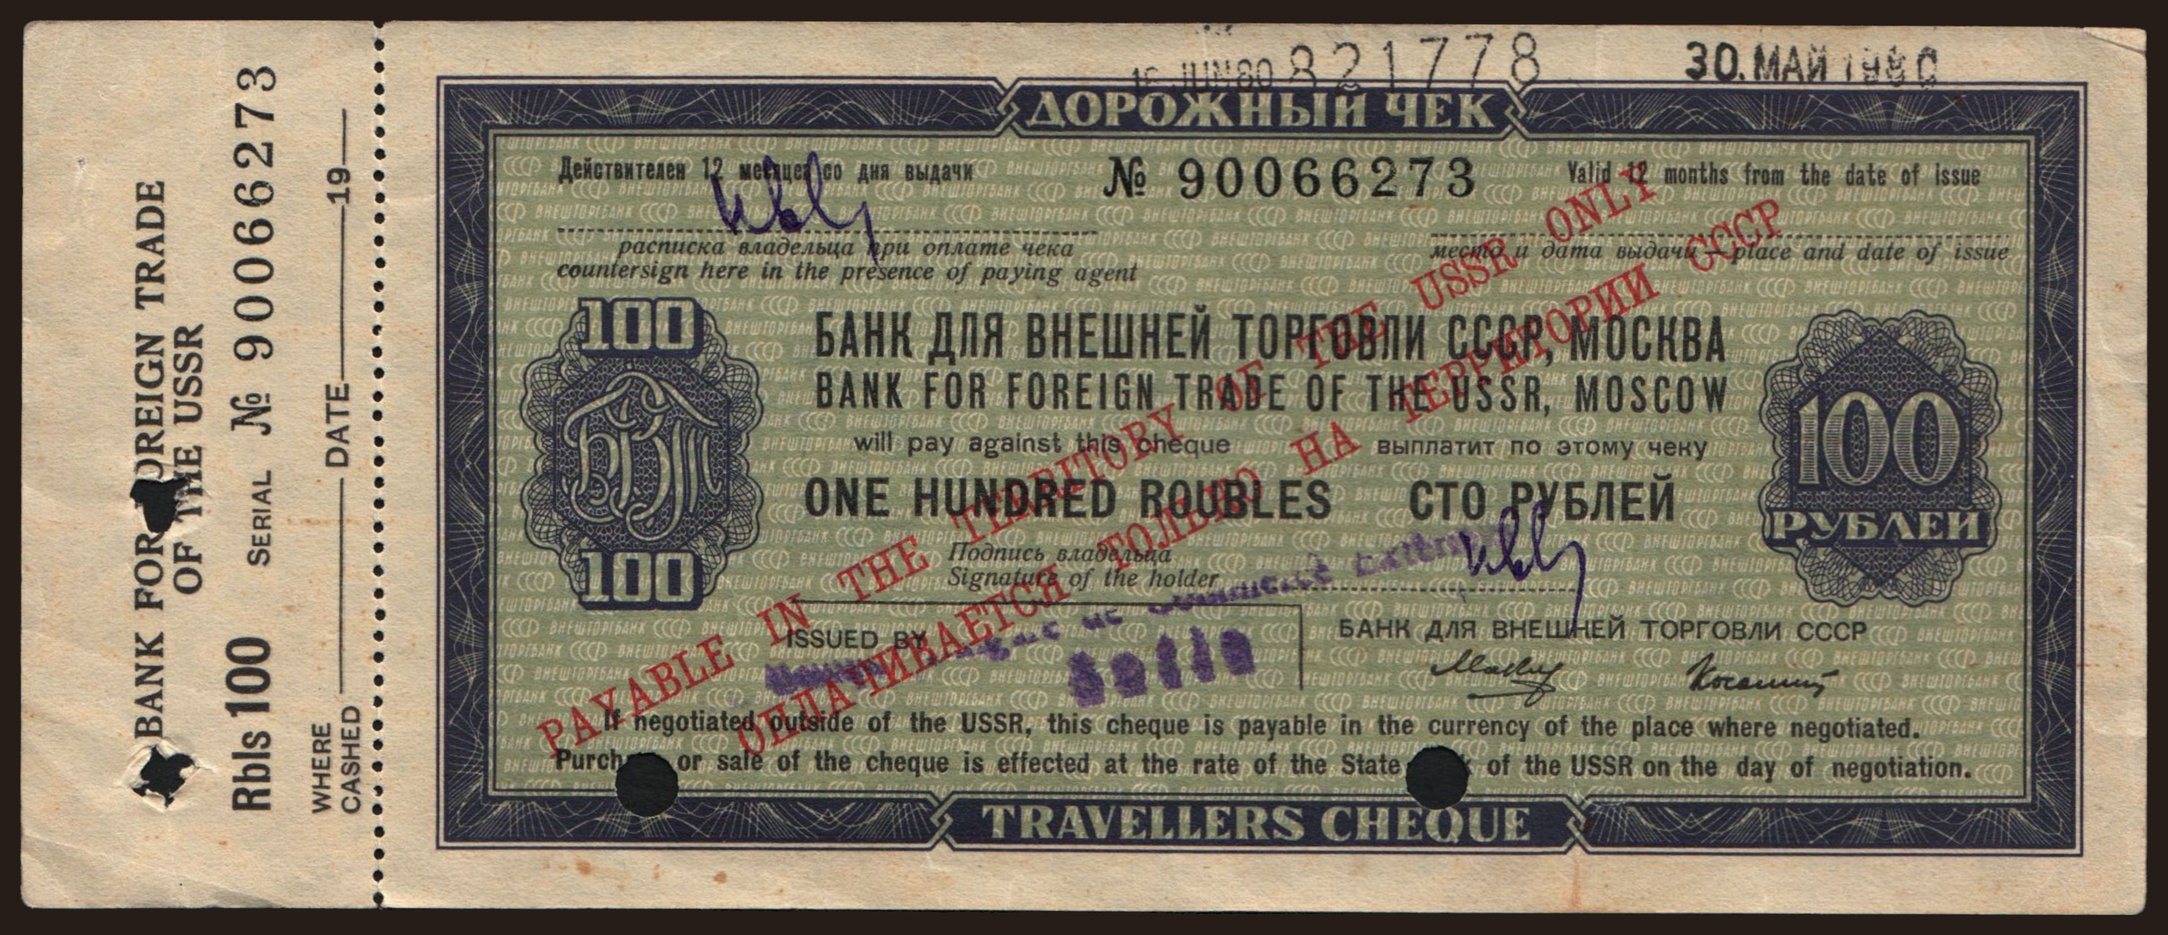 BANK FOR FOREIGN TRADE
OF THE USSR
SERIAL № 90066273
Rbls 100
WHERE CASHED
DATE 19
JUN 80 821778 30. МАЙ 1980
ДОРОЖНЫЙ ЧЕК
Действителен 12 месяцев со дня выдачи № 90066273 Valid 12 months from the date of issue
расписка владельца при оплате чека
countersign here in the presence of paying agent
место и дата выдачи — place and date of issue
100
БАНК ДЛЯ ВНЕШНЕЙ ТОРГОВЛИ СССР, МОСКВА
BANK FOR FOREIGN TRADE OF THE USSR, MOSCOW
will pay against this cheque выплатит по этому чеку
ONE HUNDRED ROUBLES СТО РУБЛЕЙ
БВТ
100
100
РУБЛЕЙ
PAYABLE IN THE TERRITORY OF THE USSR ONLY
ОПЛАЧИВАЕТСЯ ТОЛЬКО НА ТЕРРИТОРИИ СССР
Подпись владельца
Signature of the holder
ISSUED BY
Sofia
БАНК ДЛЯ ВНЕШНЕЙ ТОРГОВЛИ СССР
If negotiated outside of the USSR, this cheque is payable in the currency of the place where negotiated.
or sale of the cheque is effected at the rate of the State of the USSR on the day of negotiation.
TRAVELLERS CHEQUE